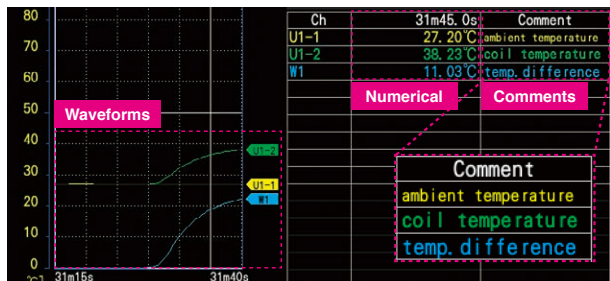 80
70
60
50
40
30
20
10
0
31m15s
31m40s
Waveforms
U1-2
U1-1
W1
Ch 31m45.0s Comment
U1-1 27.20℃ ambient temperature
U1-2 38.23℃ coil temperature
W1 11.03℃ temp.difference
Numerical
Comments
Comment
ambient temperature
coil temperature
temp.difference